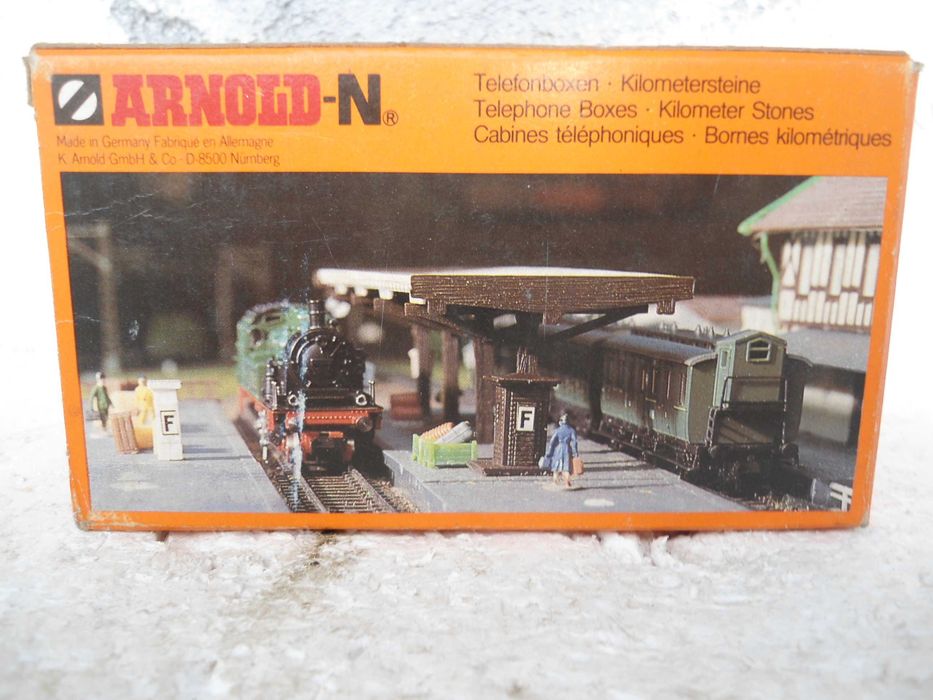 ARNOLD-N®
Made in Germany Fabriqué en Allemagne
K. Arnold GmbH & Co · D-8500 Nürnberg
Telefonboxen · Kilometersteine
Telephone Boxes · Kilometer Stones
Cabines téléphoniques · Bornes kilométriques
F
F